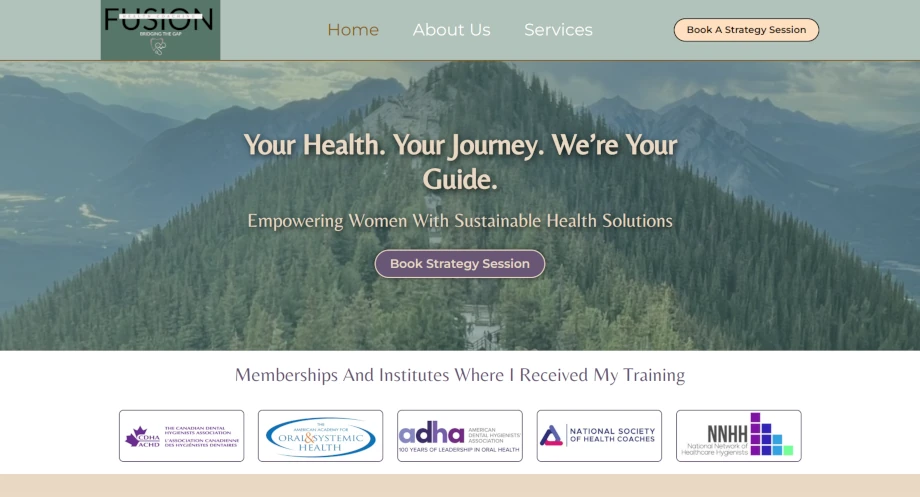 FUSION
BRIDGING THE GAP
Home
About Us
Services
Book A Strategy Session
Your Health. Your Journey. We’re Your
Guide.
Empowering Women With Sustainable Health Solutions
Book Strategy Session
Memberships And Institutes Where I Received My Training
CDHA
ACHD
THE CANADIAN DENTAL
HYGIENISTS ASSOCIATION
L'ASSOCIATION CANADIENNE
DES HYGIÉNISTES DENTAIRES
THE
AMERICAN ACADEMY FOR
ORAL&SYSTEMIC
HEALTH
adha
AMERICAN
DENTAL HYGIENISTS'
ASSOCIATION
100 YEARS OF LEADERSHIP IN ORAL HEALTH
NATIONAL SOCIETY
OF HEALTH COACHES
NNHH
National Network of
Healthcare Hygienists